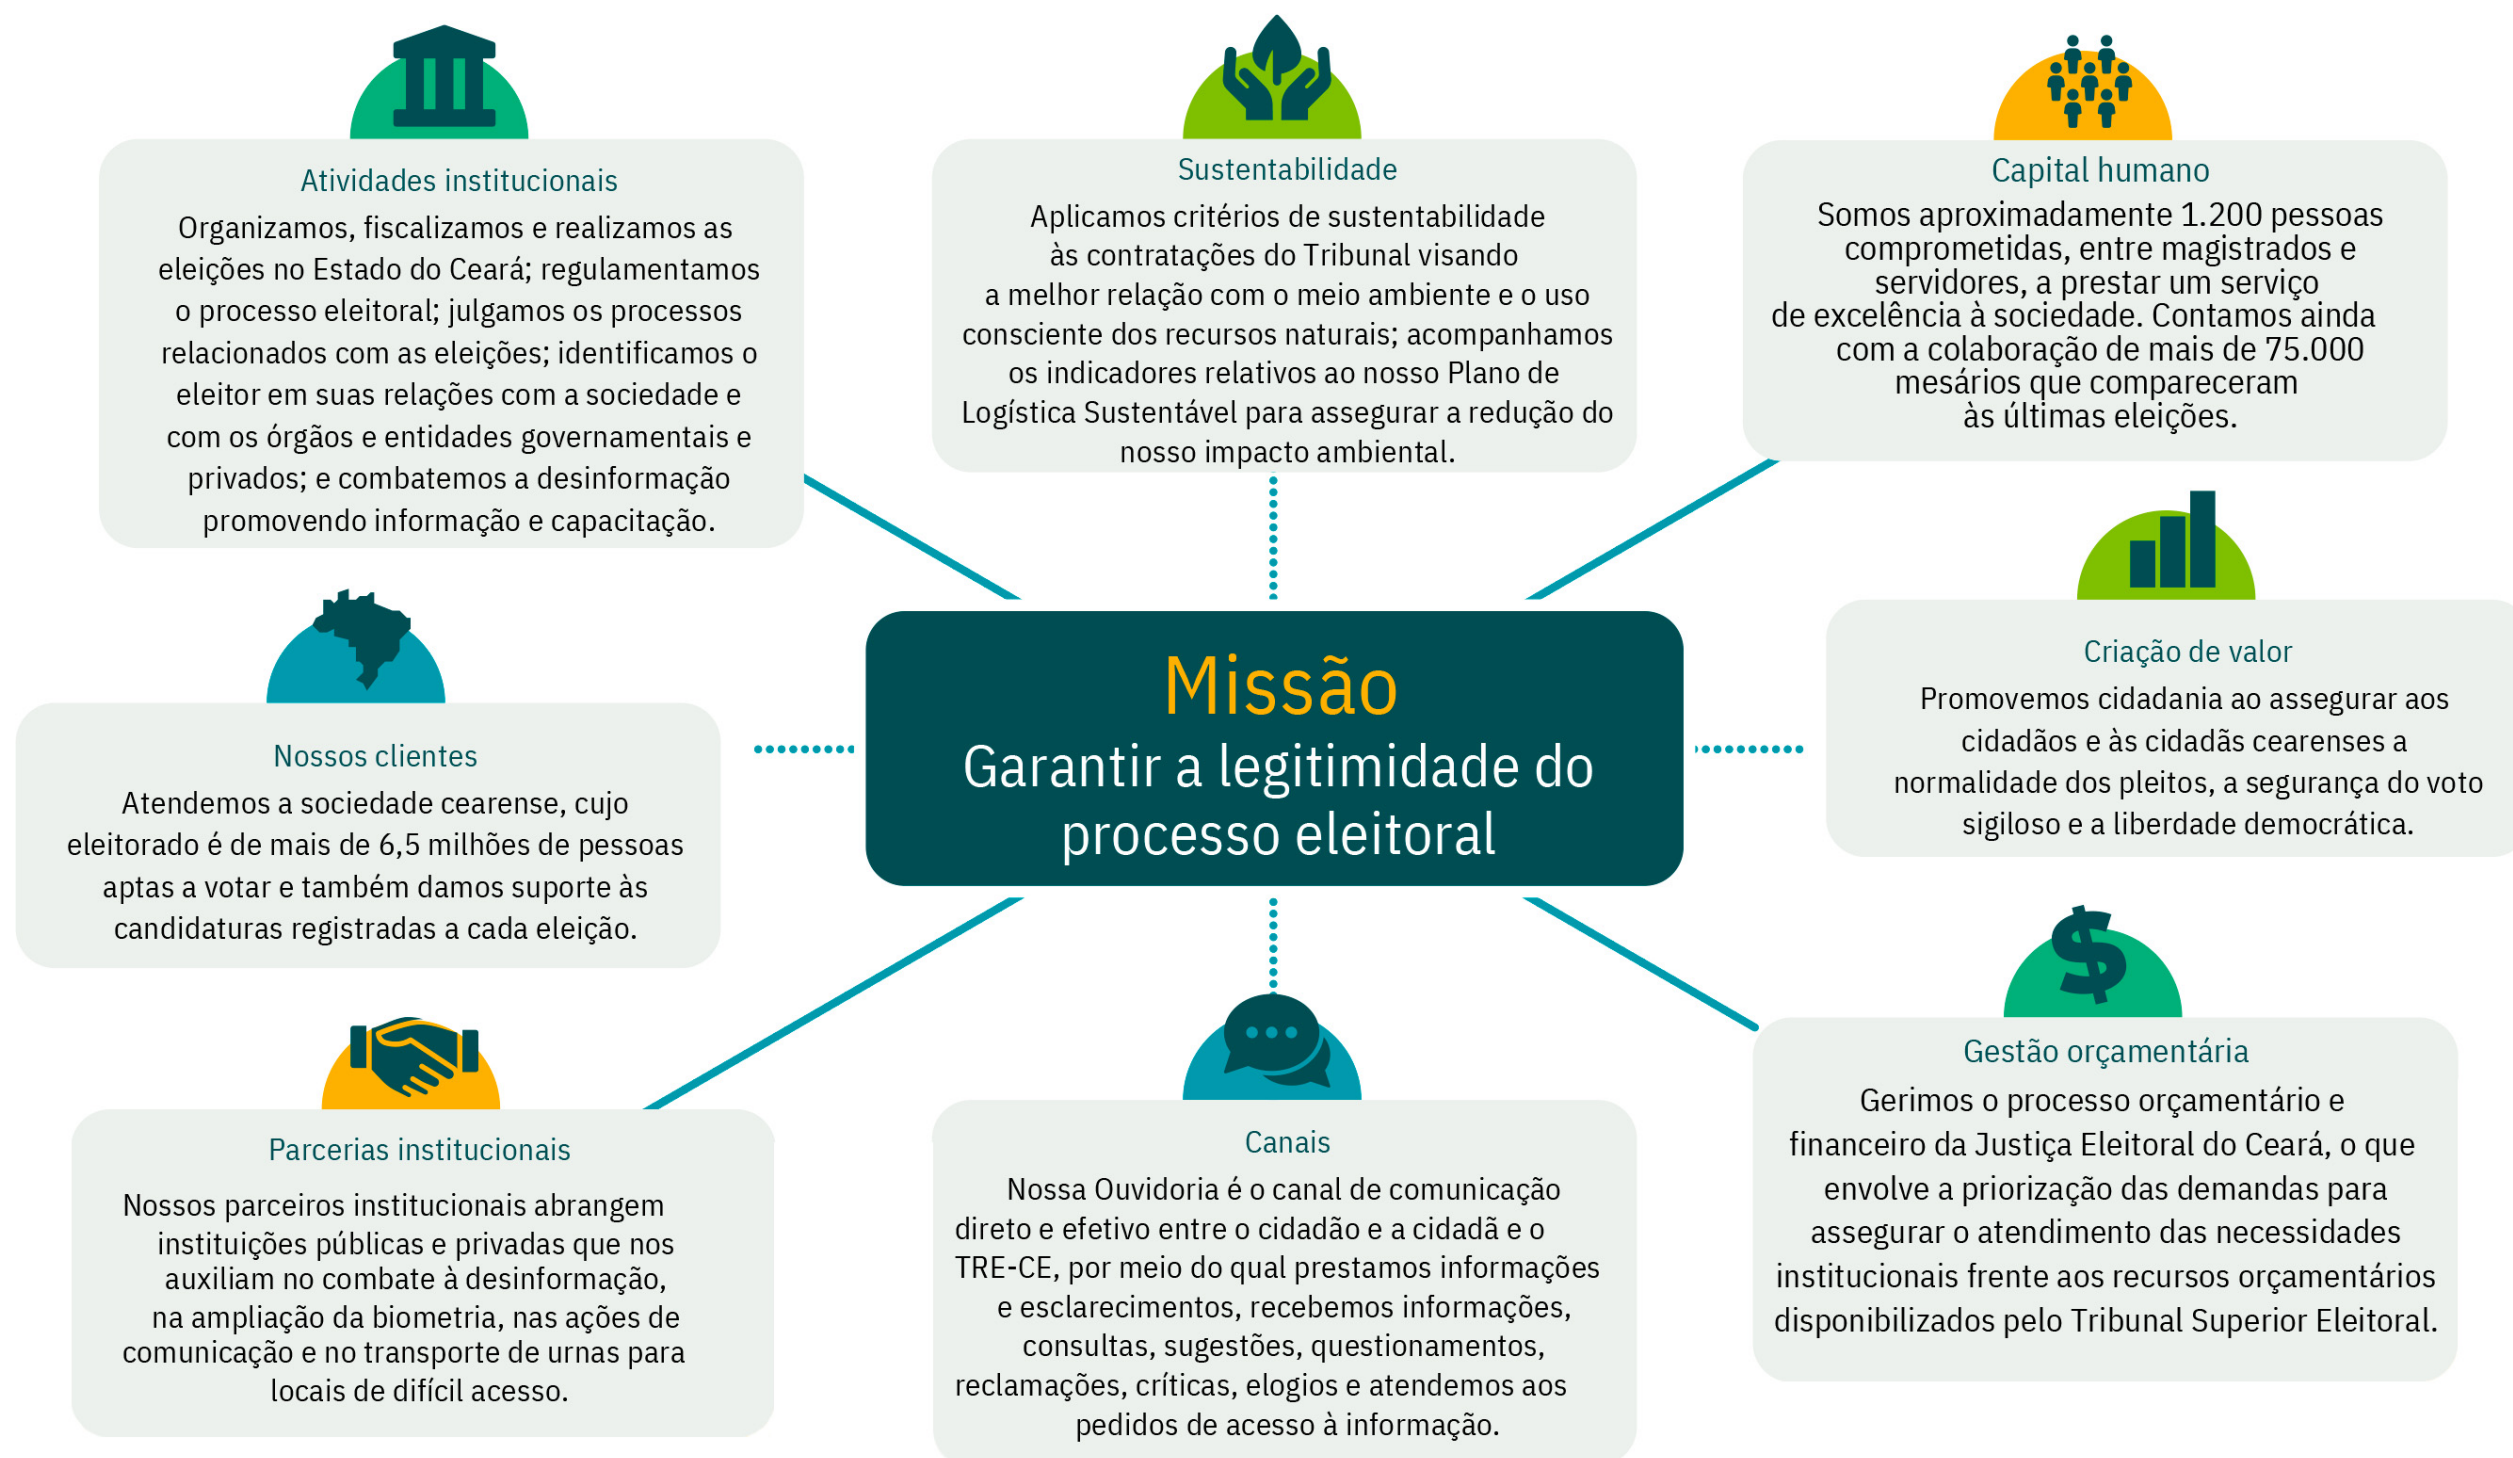 Atividades institucionais
Organizamos, fiscalizamos e realizamos as
eleições no Estado do Ceará; regulamentamos
o processo eleitoral; julgamos os processos
relacionados com as eleições; identificamos o
eleitor em suas relações com a sociedade e
com os órgãos e entidades governamentais e
privados; e combatemos a desinformação
promovendo informação e capacitação.
Sustentabilidade
Aplicamos critérios de sustentabilidade
às contratações do Tribunal visando
a melhor relação com o meio ambiente e o uso
consciente dos recursos naturais; acompanhamos
os indicadores relativos ao nosso Plano de
Logística Sustentável para assegurar a redução do
nosso impacto ambiental.
Capital humano
Somos aproximadamente 1.200 pessoas
comprometidas, entre magistrados e
servidores, a prestar um serviço
de excelência à sociedade. Contamos ainda
com a colaboração de mais de 75.000
mesários que compareceram
às últimas eleições.
Nossos clientes
Atendemos a sociedade cearense, cujo
eleitorado é de mais de 6,5 milhões de pessoas
aptas a votar e também damos suporte às
candidaturas registradas a cada eleição.
Missão
Garantir a legitimidade do
processo eleitoral
Criação de valor
Promovemos cidadania ao assegurar aos
cidadãos e às cidadãs cearenses a
normalidade dos pleitos, a segurança do voto
sigiloso e a liberdade democrática.
Parcerias institucionais
Nossos parceiros institucionais abrangem
instituições públicas e privadas que nos
auxiliam no combate à desinformação,
na ampliação da biometria, nas ações de
comunicação e no transporte de urnas para
locais de difícil acesso.
Canais
Nossa Ouvidoria é o canal de comunicação
direto e efetivo entre o cidadão e a cidadã e o
TRE-CE, por meio do qual prestamos informações
e esclarecimentos, recebemos informações,
consultas, sugestões, questionamentos,
reclamações, críticas, elogios e atendemos aos
pedidos de acesso à informação.
Gestão orçamentária
Gerimos o processo orçamentário e
financeiro da Justiça Eleitoral do Ceará, o que
envolve a priorização das demandas para
assegurar o atendimento das necessidades
institucionais frente aos recursos orçamentários
disponibilizados pelo Tribunal Superior Eleitoral.